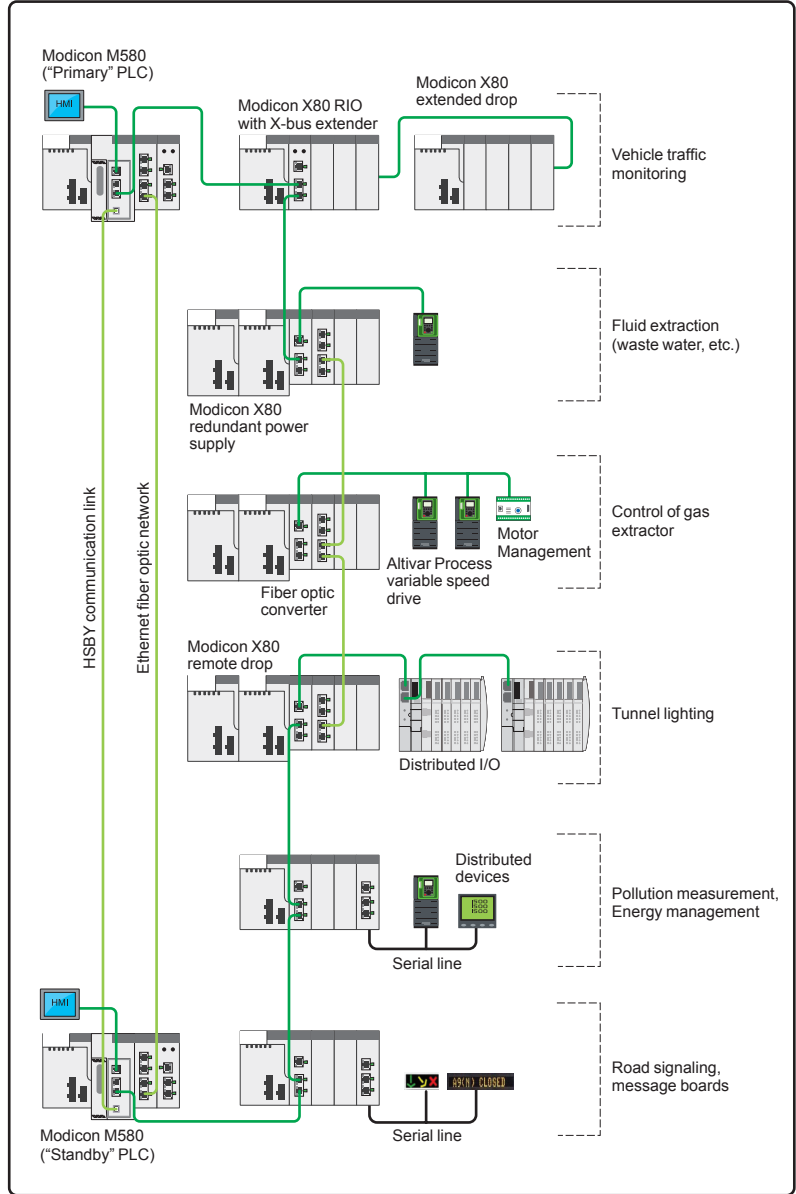 Modicon M580
("Primary" PLC)
HMI
Modicon X80 RIO
with X-bus extender
Modicon X80
extended drop
Vehicle traffic
monitoring
Fluid extraction
(waste water, etc.)
Modicon X80
redundant power
supply
HSBY communication link
Ethernet fiber optic network
Control of gas
extractor
Motor
Management
Altivar Process
variable speed
drive
Fiber optic
converter
Modicon X80
remote drop
Tunnel lighting
Distributed I/O
Distributed
devices
1500
1500
1500
Pollution measurement,
Energy management
Serial line
HMI
Road signaling,
message boards
A9(N) CLOSED
Serial line
Modicon M580
("Standby" PLC)